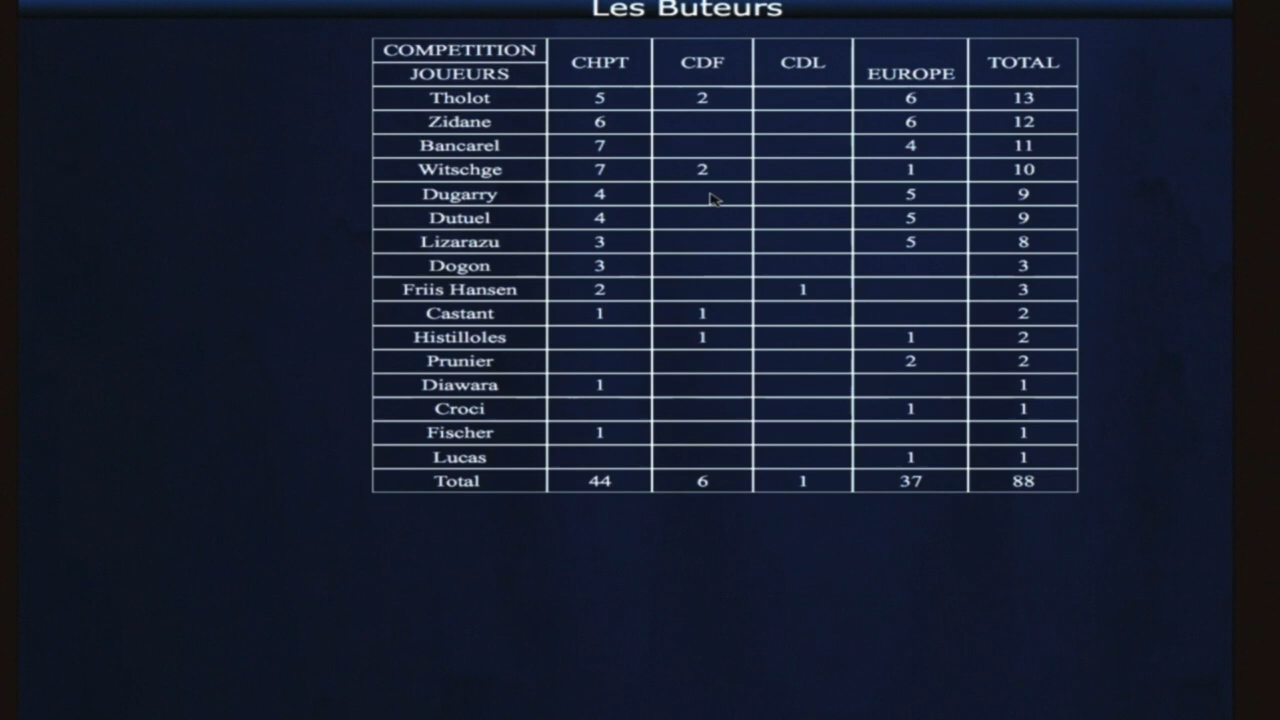 Les Buteurs
COMPETITION CHPT CDF CDL EUROPE TOTAL
JOUEURS
Tholot 5 2 6 13
Zidane 6 6 12
Bancarel 7 4 11
Witschge 7 2 1 10
Dugarry 4 5 9
Dutuel 4 5 9
Lizarazu 3 5 8
Dogon 3 3
Friis Hansen 2 1 3
Castant 1 1 2
Histilloles 1 1 2
Prunier 2 2
Diawara 1 1
Croci 1 1
Fischer 1 1
Lucas 1 1
Total 44 6 1 37 88